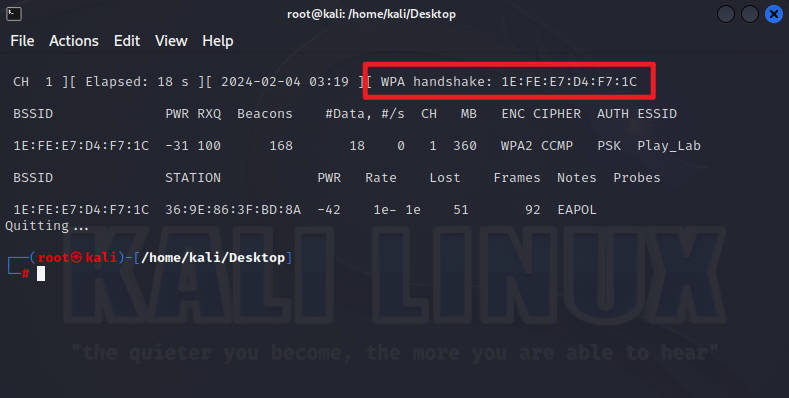 root@kali: /home/kali/Desktop
File Actions Edit View Help
CH 1 ][ Elapsed: 18 s ][ 2024-02-04 03:19 ][ WPA handshake: 1E:FE:E7:D4:F7:1C
BSSID PWR RXQ Beacons #Data, #/s CH MB ENC CIPHER AUTH ESSID
1E:FE:E7:D4:F7:1C -31 100 168 18 0 1 360 WPA2 CCMP PSK Play_Lab
BSSID STATION PWR Rate Lost Frames Notes Probes
1E:FE:E7:D4:F7:1C 36:9E:86:3F:BD:8A -42 1e- 1e 51 92 EAPOL
Quitting...
┌──(root㉿kali)-[/home/kali/Desktop]
└─#
KALI LINUX
"the quieter you become, the more you are able to hear"